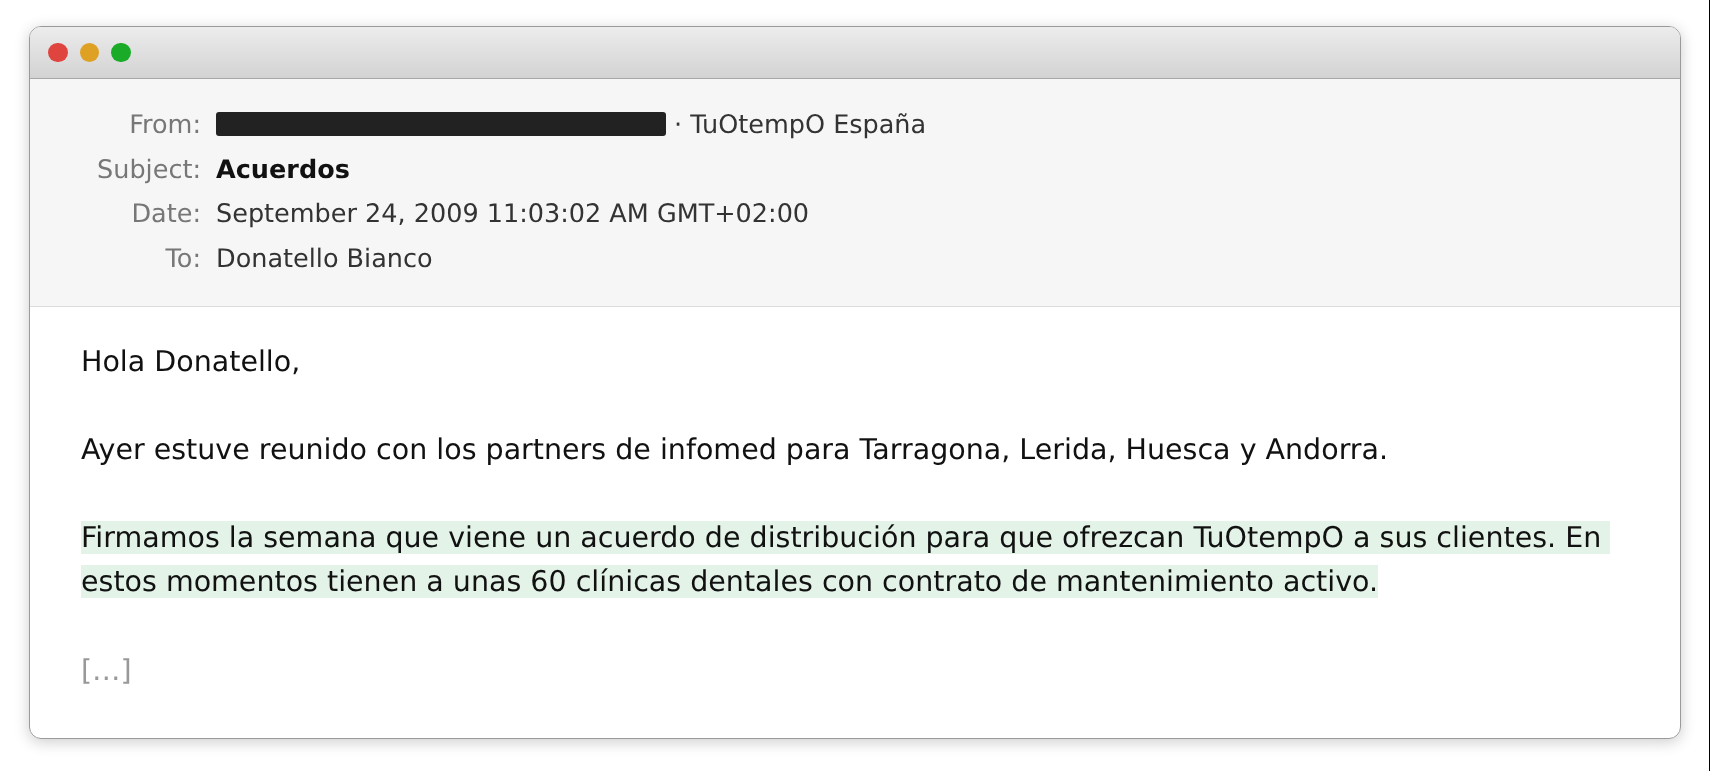 From: · TuOtempO España
Subject: Acuerdos
Date: September 24, 2009 11:03:02 AM GMT+02:00
To: Donatello Bianco
Hola Donatello,
Ayer estuve reunido con los partners de infomed para Tarragona, Lerida, Huesca y Andorra.
Firmamos la semana que viene un acuerdo de distribución para que ofrezcan TuOtempO a sus clientes. En
estos momentos tienen a unas 60 clínicas dentales con contrato de mantenimiento activo.
[…]